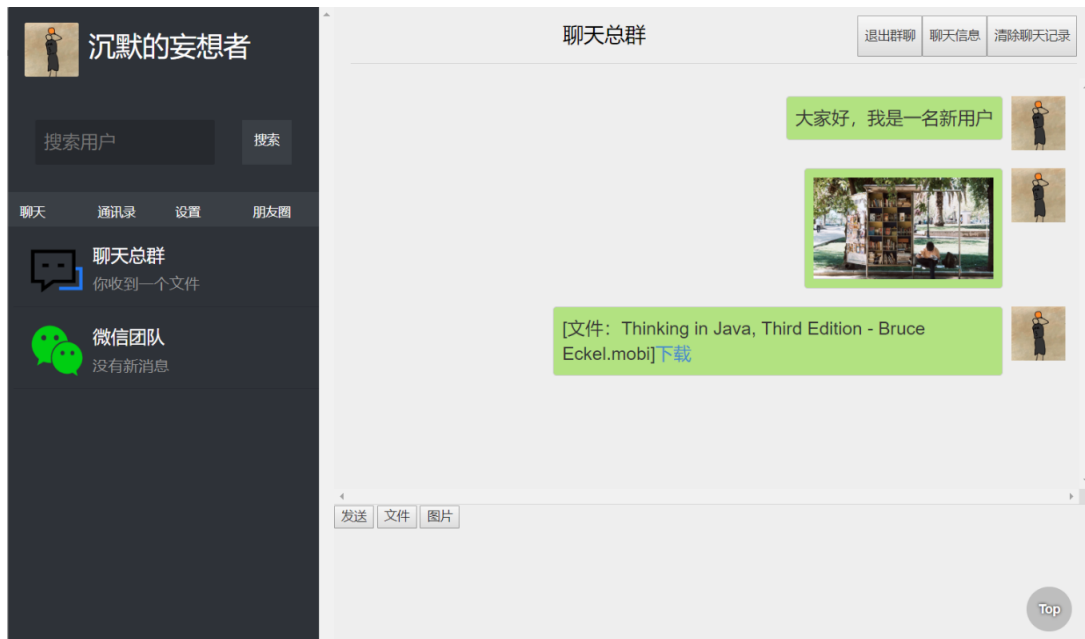 沉默的妄想者
搜索用户
搜索
聊天
通讯录
设置
朋友圈
聊天总群
你收到一个文件
微信团队
没有新消息
聊天总群
退出群聊
聊天信息
清除聊天记录
大家好，我是一名新用户
[文件：Thinking in Java, Third Edition - Bruce
Eckel.mobi]下载
发送
文件
图片
Top